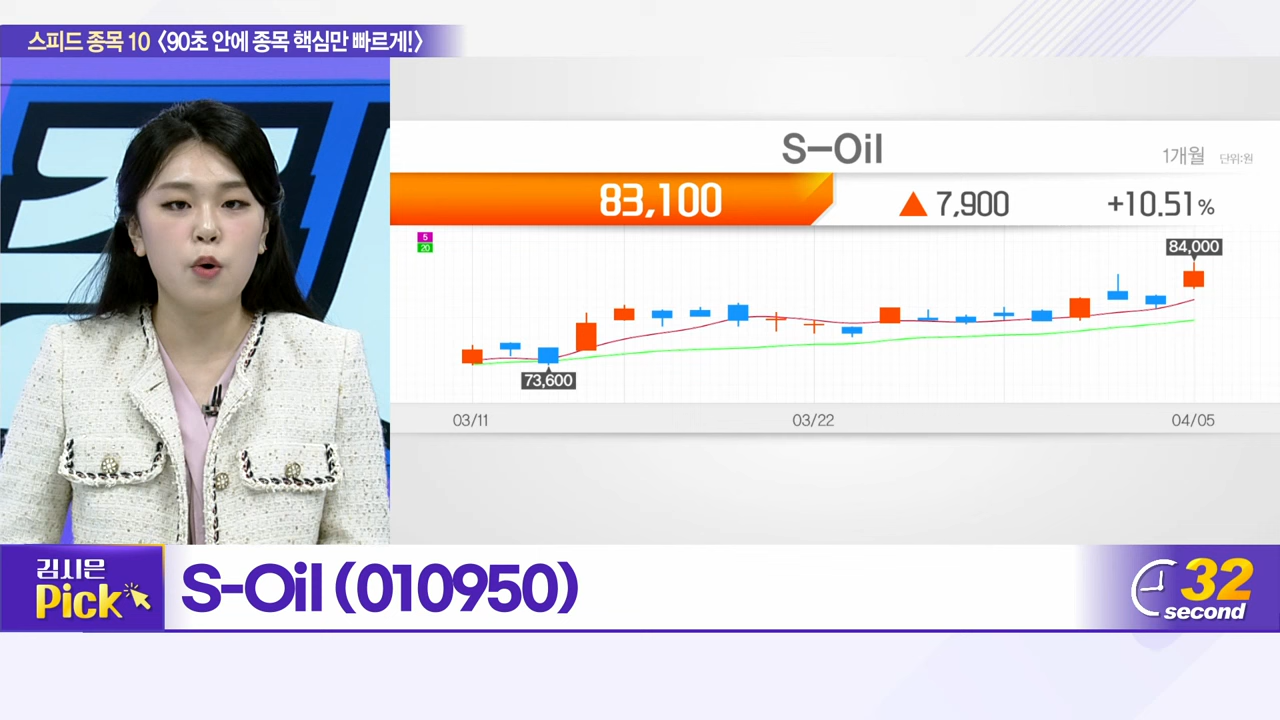 스피드 종목 10 <90초 안에 종목 핵심만 빠르게!>
S-Oil
1개월 단위:원
83,100 ▲ 7,900 +10.51%
5
20
84,000
73,600
03/11 03/22 04/05
김시은
Pick
S-Oil (010950)
32
second